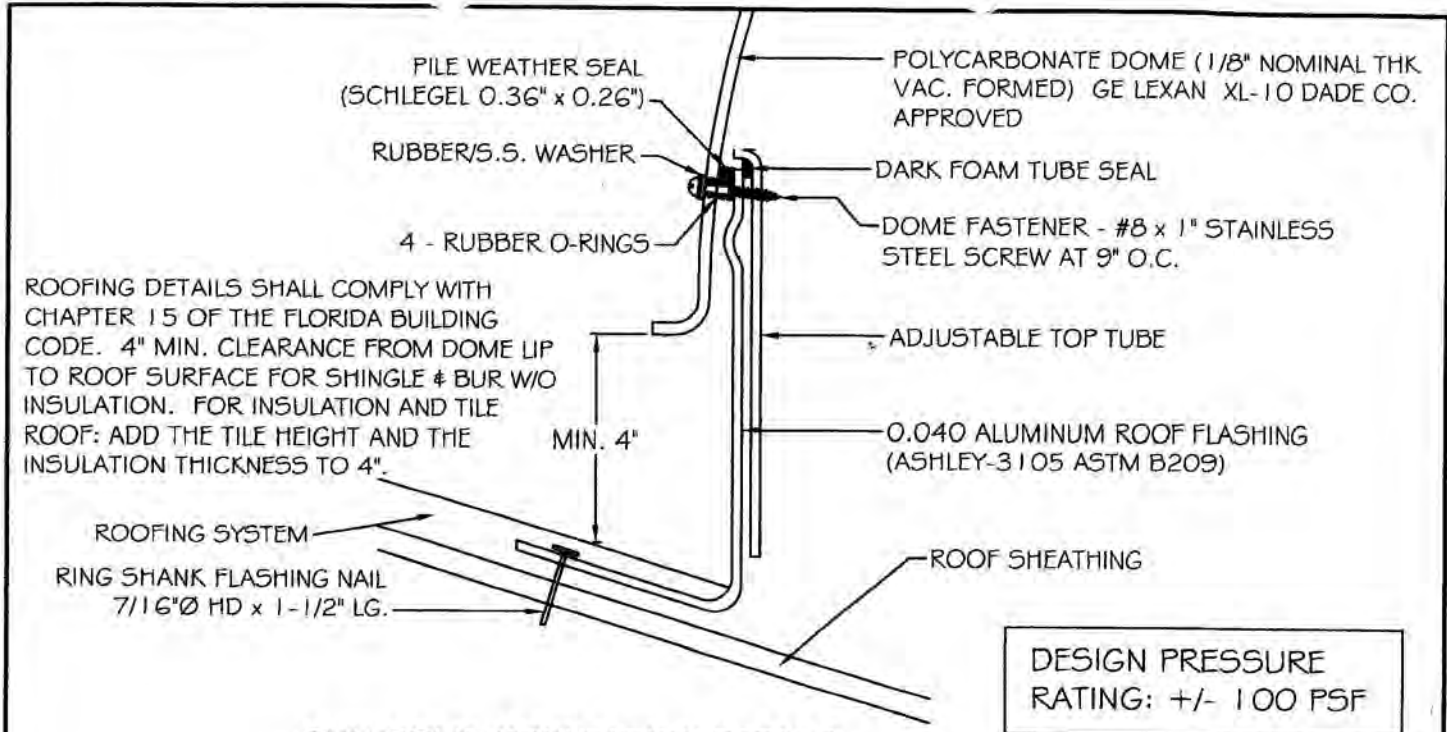 PILE WEATHER SEAL
(SCHLEGEL 0.36" x 0.26")
RUBBER/S.S. WASHER
4 - RUBBER O-RINGS
ROOFING DETAILS SHALL COMPLY WITH
CHAPTER 15 OF THE FLORIDA BUILDING
CODE. 4" MIN. CLEARANCE FROM DOME LIP
TO ROOF SURFACE FOR SHINGLE & BUR W/O
INSULATION. FOR INSULATION AND TILE
ROOF: ADD THE TILE HEIGHT AND THE
INSULATION THICKNESS TO 4".
MIN. 4"
ROOFING SYSTEM
RING SHANK FLASHING NAIL
7/16"Ø HD x 1-1/2" LG.
POLYCARBONATE DOME (1/8" NOMINAL THK
VAC. FORMED) GE LEXAN XL-10 DADE CO.
APPROVED
DARK FOAM TUBE SEAL
DOME FASTENER - #8 x 1" STAINLESS
STEEL SCREW AT 9" O.C.
ADJUSTABLE TOP TUBE
0.040 ALUMINUM ROOF FLASHING
(ASHLEY-3105 ASTM B209)
ROOF SHEATHING
DESIGN PRESSURE
RATING: +/- 100 PSF